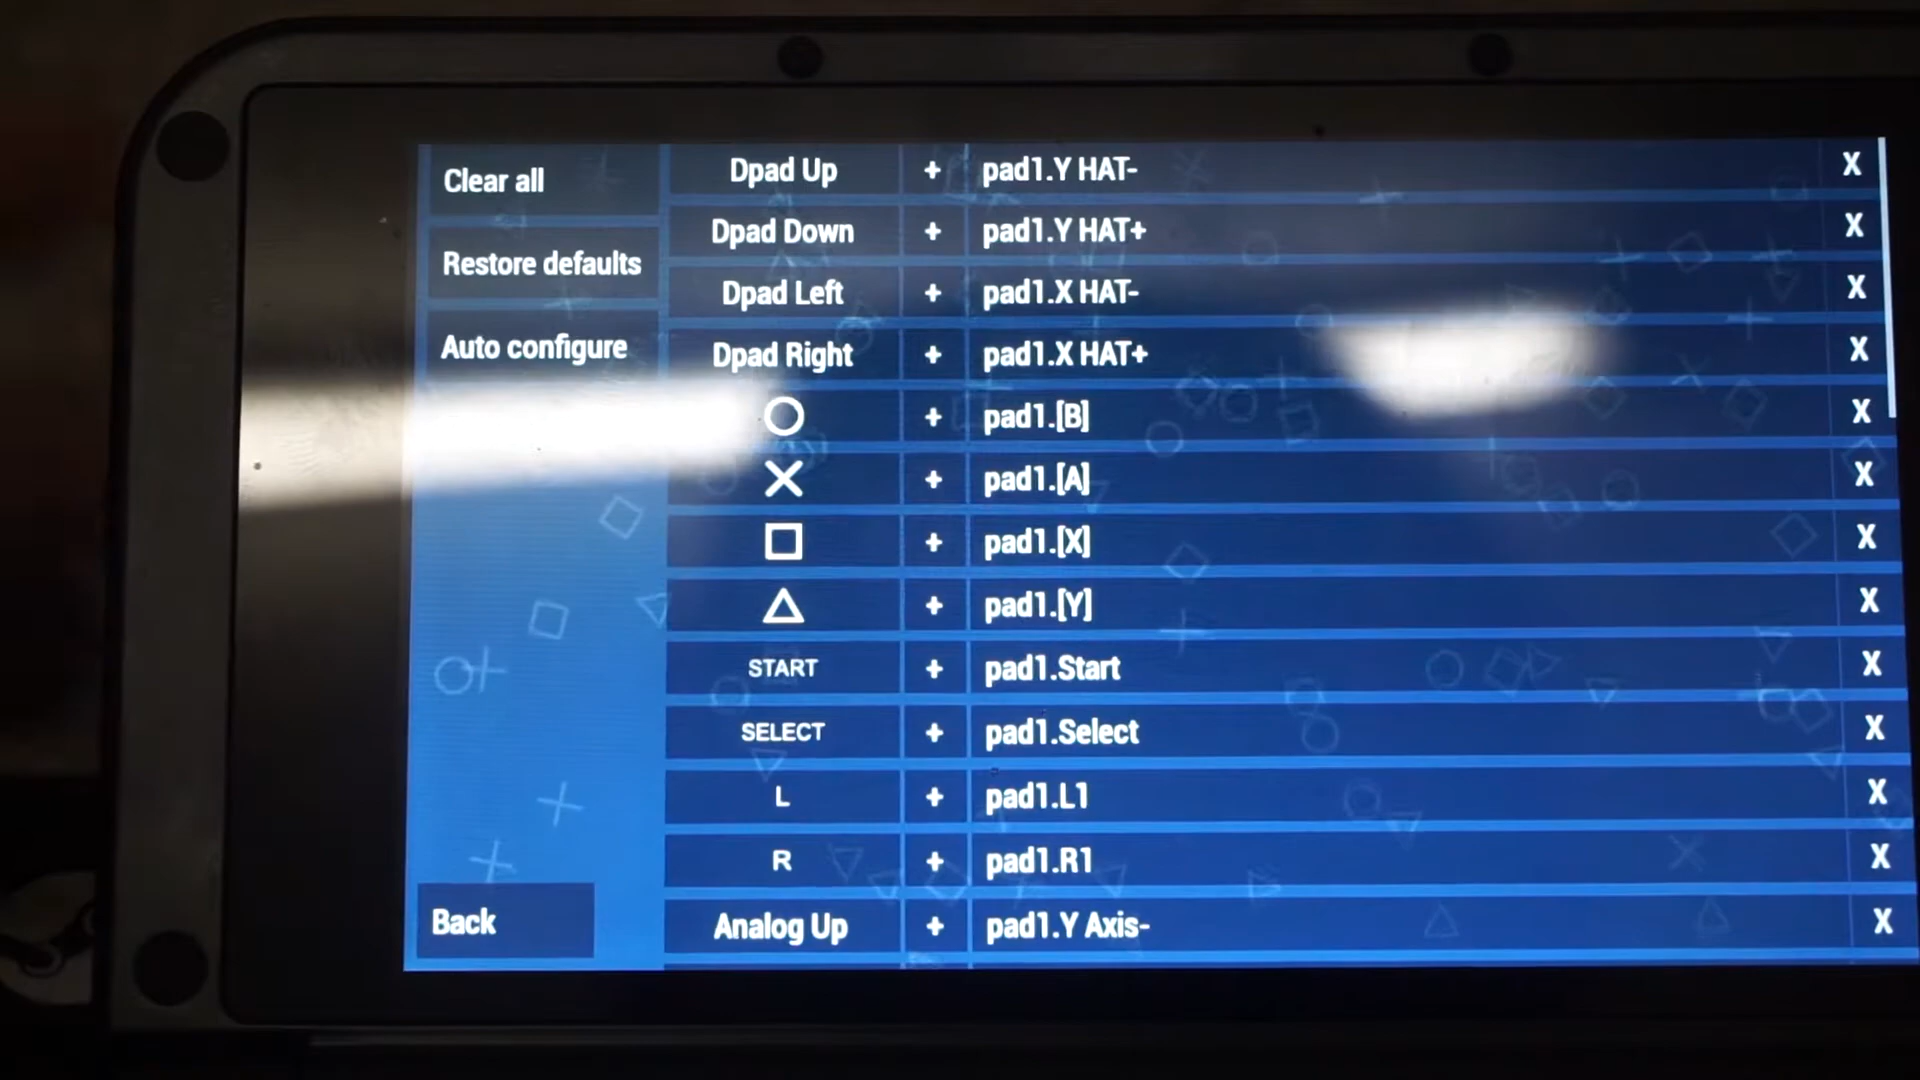 Clear all
Restore defaults
Auto configure
Back
Dpad Up + pad1.Y HAT- X
Dpad Down + pad1.Y HAT+ X
Dpad Left + pad1.X HAT- X
Dpad Right + pad1.X HAT+ X
+ pad1.[B] X
+ pad1.[A] X
+ pad1.[X] X
+ pad1.[Y] X
START + pad1.Start X
SELECT + pad1.Select X
L + pad1.L1 X
R + pad1.R1 X
Analog Up + pad1.Y Axis- X